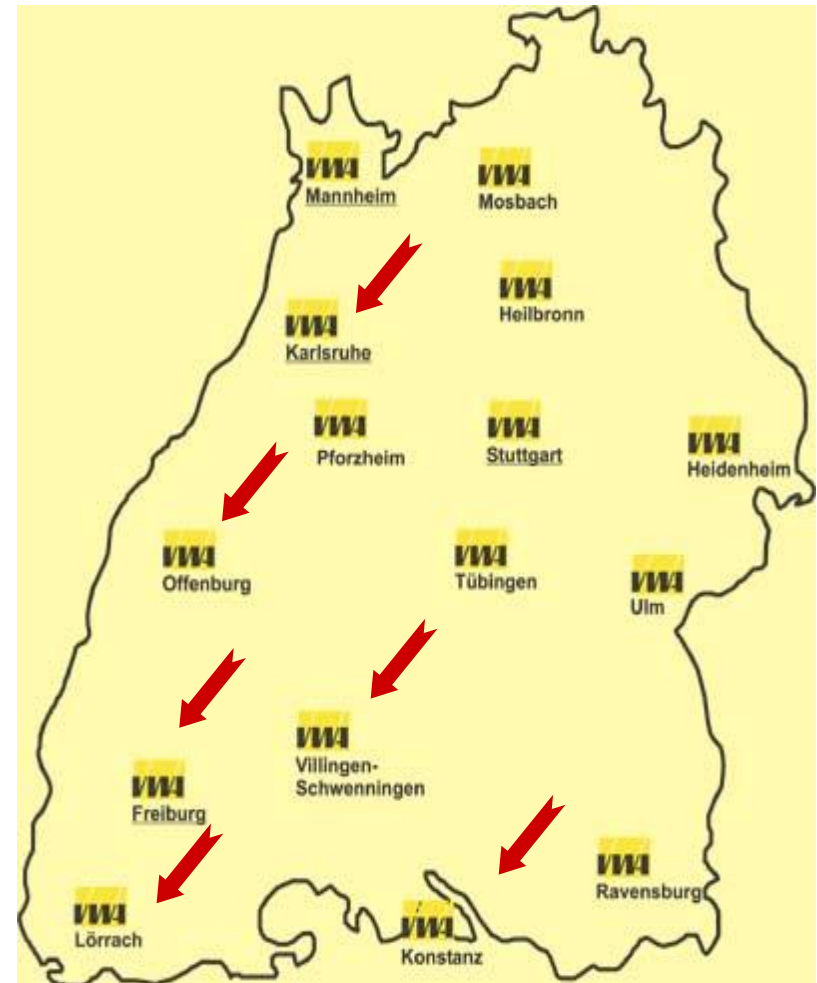 VWA
Mannheim
VWA
Mosbach
VWA
Heilbronn
VWA
Karlsruhe
VWA
Pforzheim
VWA
Stuttgart
VWA
Heidenheim
VWA
Offenburg
VWA
Tübingen
VWA
Ulm
VWA
Villingen-
Schwenningen
VWA
Freiburg
VWA
Ravensburg
VWA
Lörrach
VWA
Konstanz